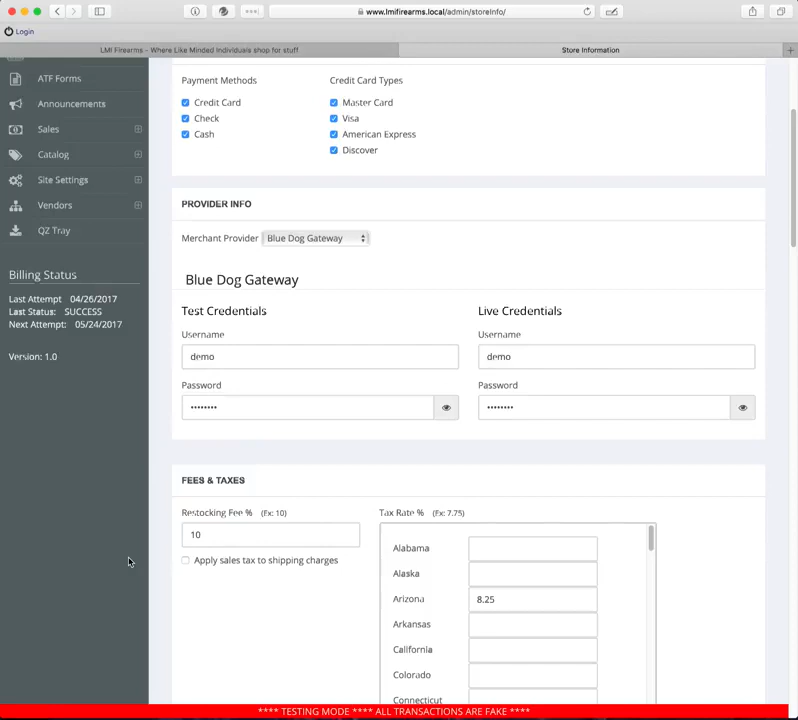 www.lmifirearms.local/admin/storeInfo/
Login
LMI Firearms – Where Like Minded Individuals shop for stuff
Store Information
ATF Forms
Announcements
Sales
Catalog
Site Settings
Vendors
QZ Tray
Billing Status
Last Attempt 04/26/2017
Last Status: SUCCESS
Next Attempt: 05/24/2017
Version: 1.0
Payment Methods
Credit Card
Check
Cash
Credit Card Types
Master Card
Visa
American Express
Discover
PROVIDER INFO
Merchant Provider Blue Dog Gateway
Blue Dog Gateway
Test Credentials
Username
demo
Password
••••••••
Live Credentials
Username
demo
Password
••••••••
FEES & TAXES
Restocking Fee % (Ex: 10)
10
Apply sales tax to shipping charges
Tax Rate % (Ex: 7.75)
Alabama
Alaska
Arizona 8.25
Arkansas
California
Colorado
Connecticut
**** TESTING MODE **** ALL TRANSACTIONS ARE FAKE ****